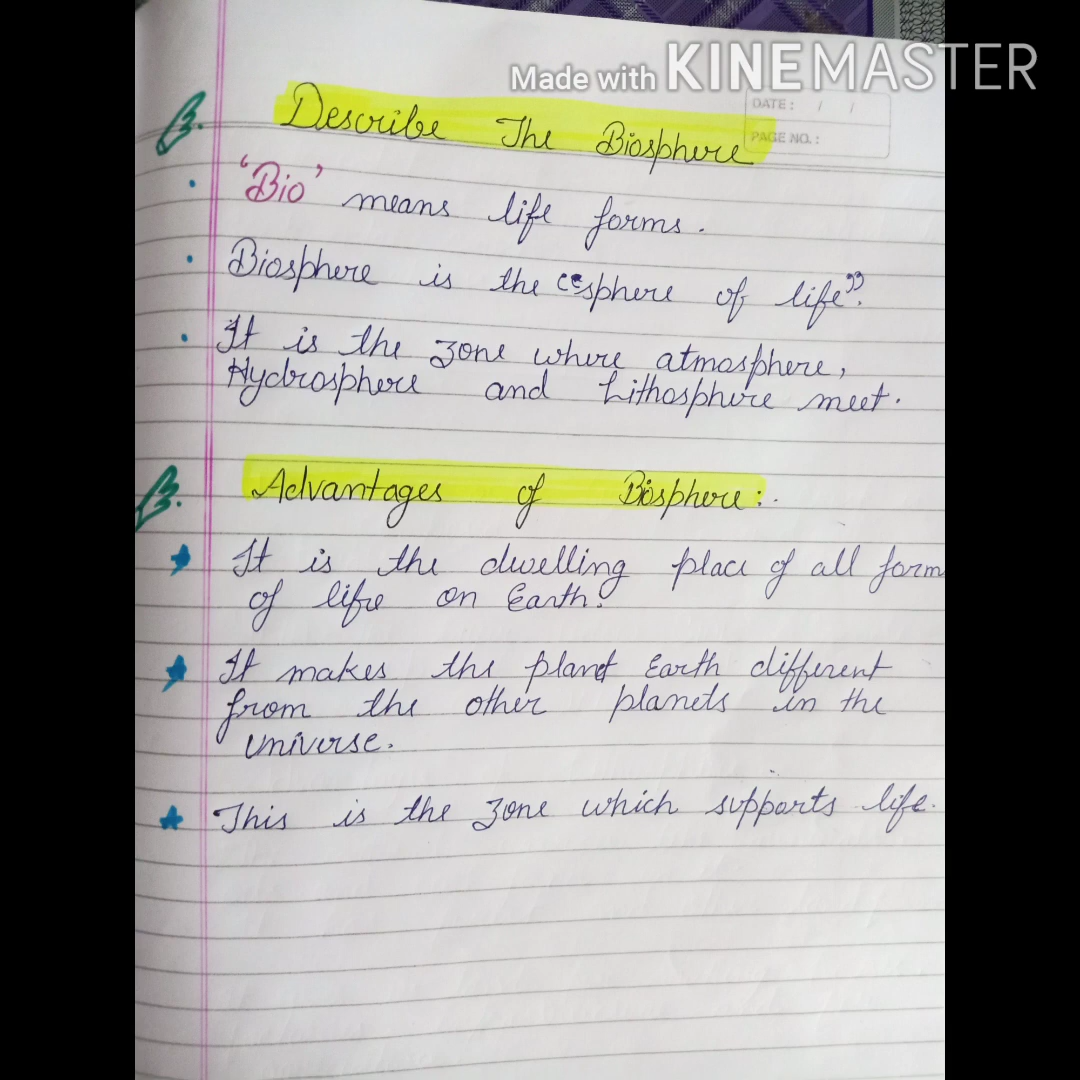 Made with KINEMASTER
DATE: / /
PAGE NO.:
B. Describe The Biosphere
'Bio' means life forms.
Biosphere is the "sphere of life".
It is the zone where atmosphere,
Hydrosphere and Lithosphere meet.
B. Advantages of Biosphere:
It is the dwelling place of all form
of life on Earth.
It makes the planet Earth different
from the other planets in the
universe.
This is the zone which supports life.